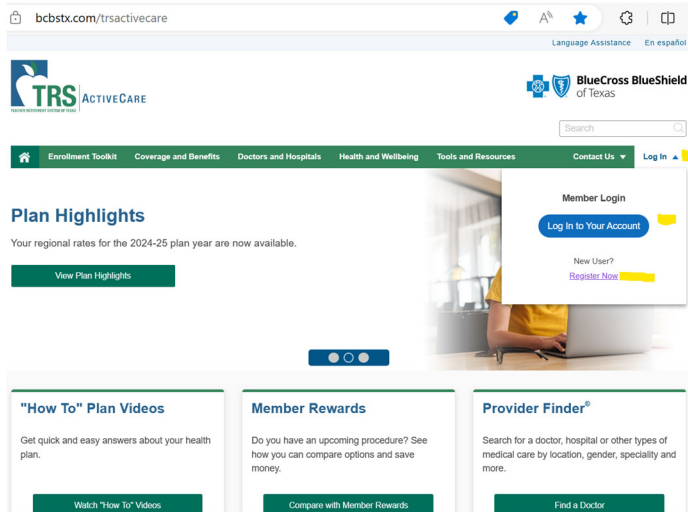 bcbstx.com/trsactivecare
Language Assistance En español
TRS ACTIVECARE
TEACHER RETIREMENT SYSTEM OF TEXAS
BlueCross BlueShield
of Texas
Search
Enrollment Toolkit Coverage and Benefits Doctors and Hospitals Health and Wellbeing Tools and Resources Contact Us Log In
Member Login
Log In to Your Account
New User?
Register Now
Plan Highlights
Your regional rates for the 2024-25 plan year are now available.
View Plan Highlights
"How To" Plan Videos
Get quick and easy answers about your health
plan.
Watch "How To" Videos
Member Rewards
Do you have an upcoming procedure? See
how you can compare options and save
money.
Compare with Member Rewards
Provider Finder®
Search for a doctor, hospital or other types of
medical care by location, gender, speciality and
more.
Find a Doctor